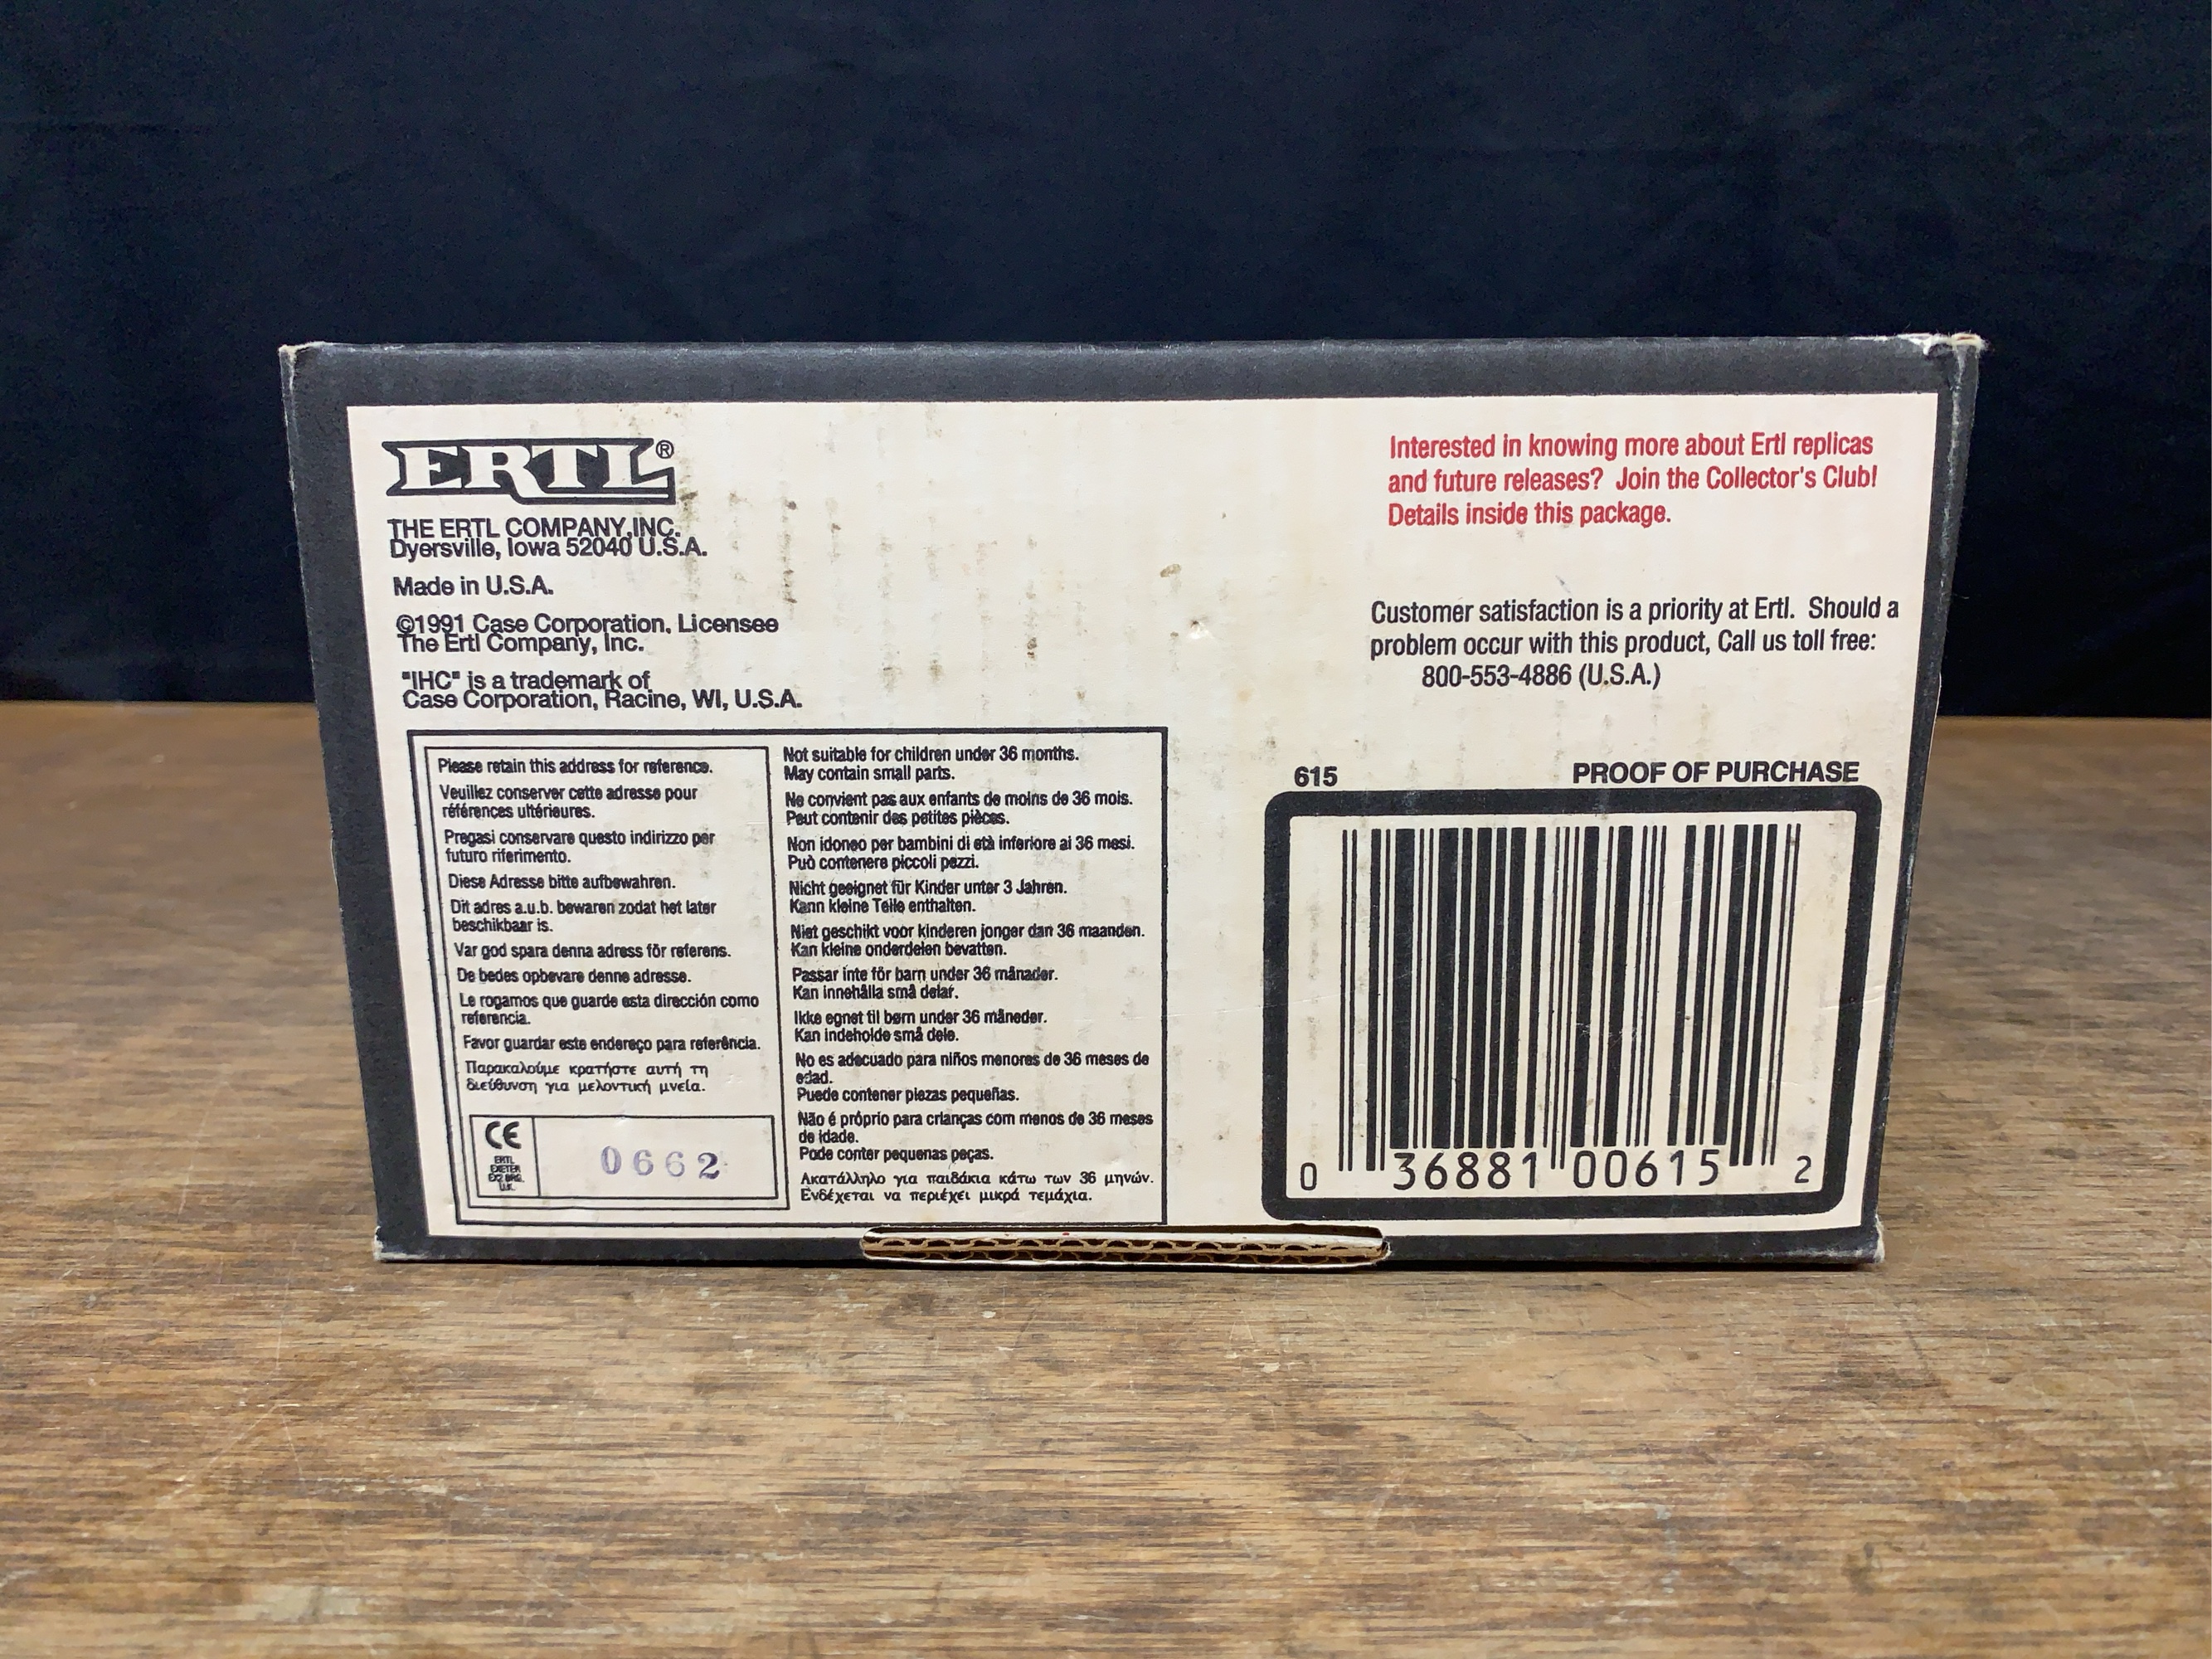 ERTL®
THE ERTL COMPANY,INC.
Dyersville, Iowa 52040 U.S.A.
Made in U.S.A.
©1991 Case Corporation, Licensee
The Ertl Company, Inc.
"IHC" is a trademark of
Case Corporation, Racine, WI, U.S.A.
Please retain this address for reference.
Veuillez conserver cette adresse pour
références ultérieures.
Pregasi conservare questo indirizzo per
futuro riferimento.
Diese Adresse bitte aufbewahren.
Dit adres a.u.b. bewaren zodat het later
beschikbaar is.
Var god spara denna adress för referens.
De bedes opbevare denne adresse.
Le rogamos que guarde esta dirección como
referencia.
Favor guardar este endereço para referência.
Παρακαλούμε κρατήστε αυτή τη
διεύθυνση για μελοντική μνεία.
CE
ERTL
EXETER
U.K.
0662
Not suitable for children under 36 months.
May contain small parts.
Ne convient pas aux enfants de moins de 36 mois.
Peut contenir des petites pièces.
Non idoneo per bambini di età inferiore ai 36 mesi.
Può contenere piccoli pezzi.
Nicht geeignet für Kinder unter 3 Jahren.
Kann kleine Teile enthalten.
Niet geschikt voor kinderen jonger dan 36 maanden.
Kan kleine onderdelen bevatten.
Passar inte för barn under 36 månader.
Kan innehålla små delar.
Ikke egnet til børn under 36 måneder.
Kan indeholde små dele.
No es adecuado para niños menores de 36 meses de
edad.
Puede contener piezas pequeñas.
Não é próprio para crianças com menos de 36 meses
de idade.
Pode conter pequenas peças.
Ακατάλληλο για παιδάκια κάτω των 36 μηνών.
Ενδέχεται να περιέχει μικρά τεμάχια.
Interested in knowing more about Ertl replicas
and future releases? Join the Collector's Club!
Details inside this package.
Customer satisfaction is a priority at Ertl. Should a
problem occur with this product, Call us toll free:
800-553-4886 (U.S.A.)
615 PROOF OF PURCHASE
0 36881 00615 2